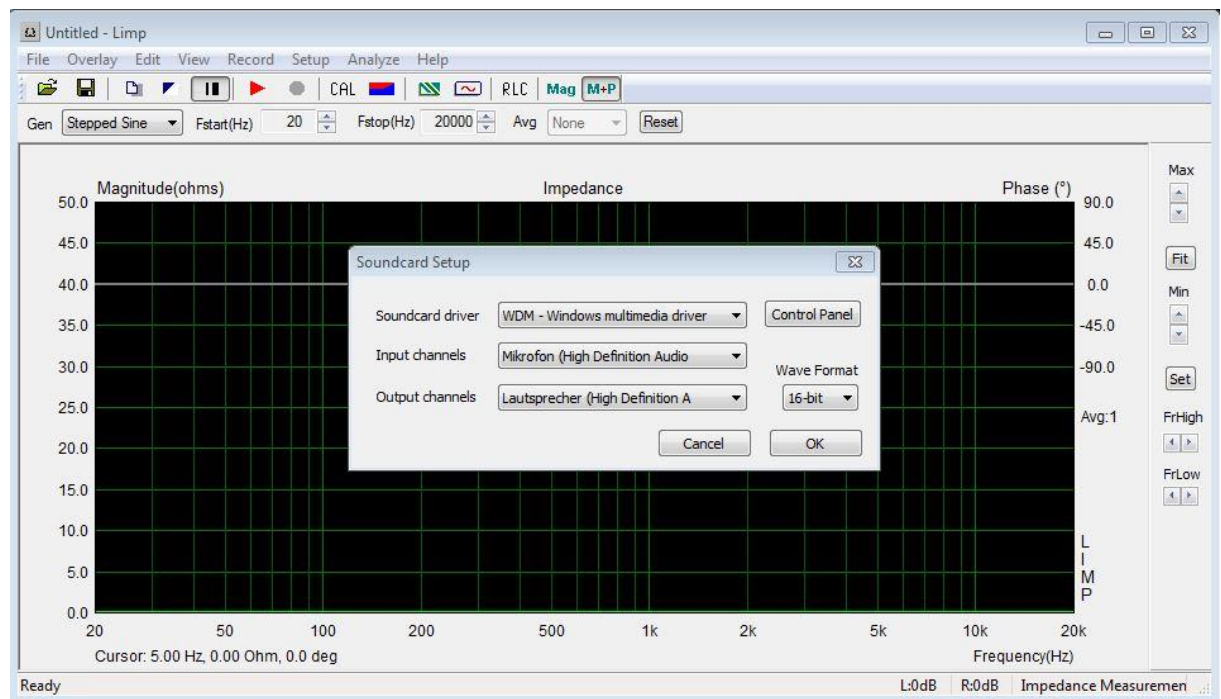 Untitled - Limp
File Overlay Edit View Record Setup Analyze Help
CAL RLC Mag M+P
Gen Stepped Sine Fstart(Hz) 20 Fstop(Hz) 20000 Avg None Reset
Magnitude(ohms) Impedance Phase (°)
50.0
45.0
40.0
35.0
30.0
25.0
20.0
15.0
10.0
5.0
0.0
90.0
45.0
0.0
-45.0
-90.0
Avg:1
LIMP
20 50 100 200 500 1k 2k 5k 10k 20k
Cursor: 5.00 Hz, 0.00 Ohm, 0.0 deg Frequency(Hz)
Soundcard Setup
Soundcard driver WDM - Windows multimedia driver Control Panel
Input channels Mikrofon (High Definition Audio
Wave Format
Output channels Lautsprecher (High Definition A 16-bit
Cancel OK
Max
Fit
Min
Set
FrHigh
FrLow
Ready L:0dB R:0dB Impedance Measuremen